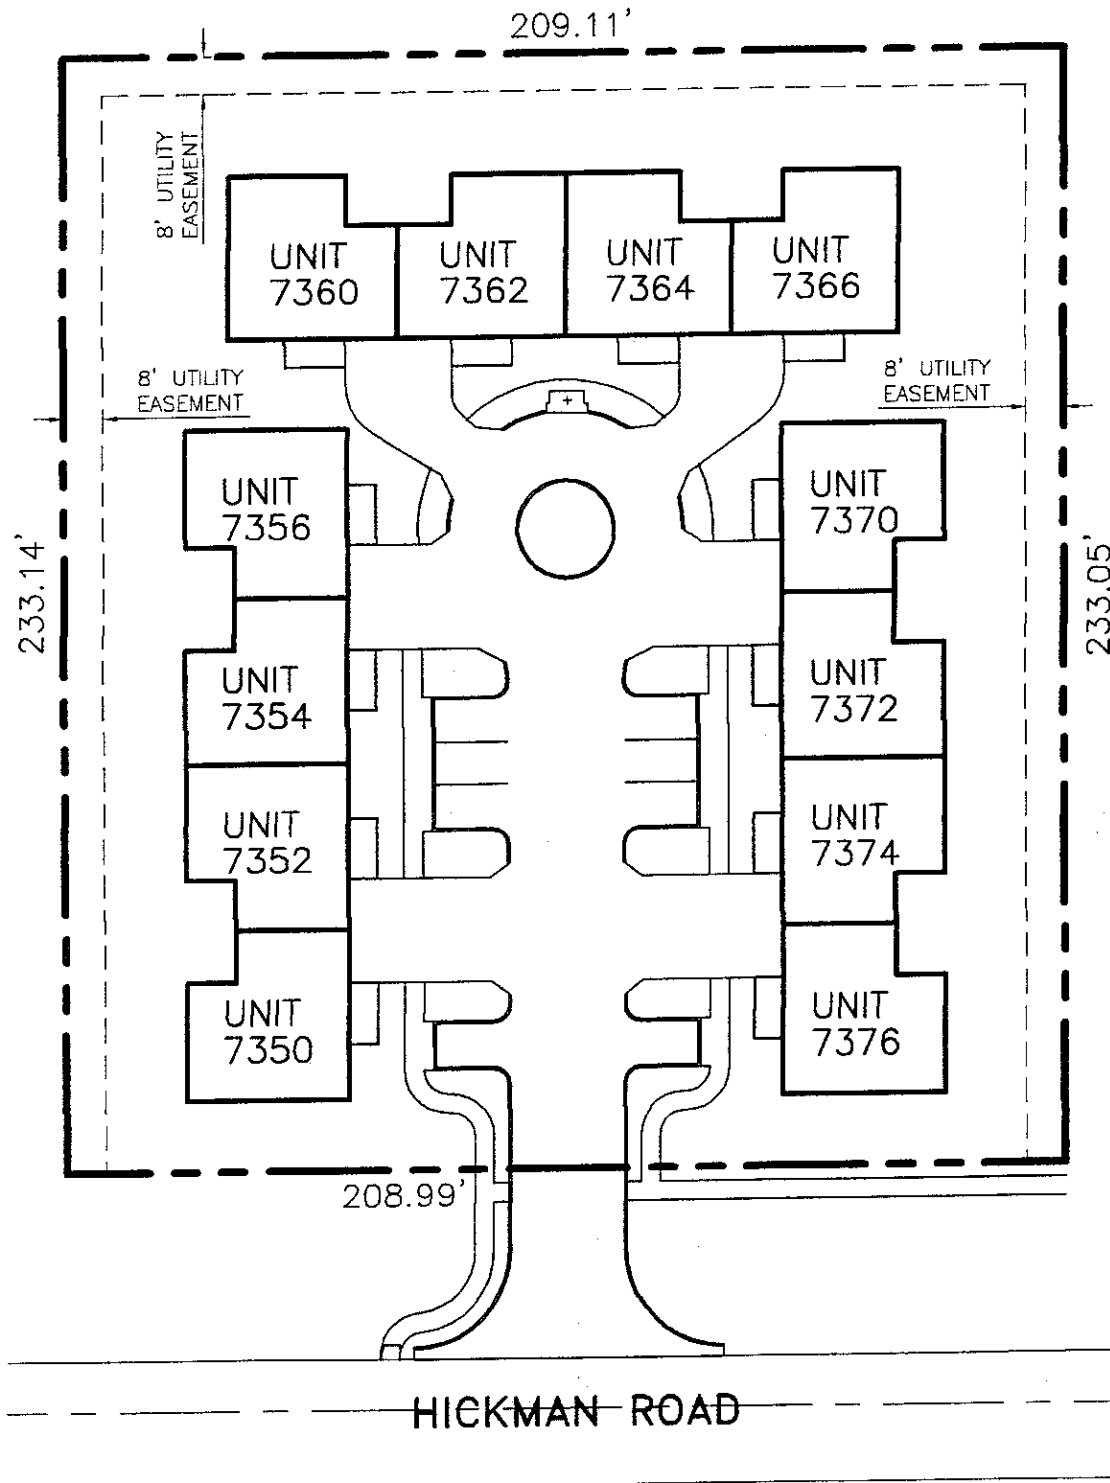 209.11'
8' UTILITY
EASEMENT
UNIT
7360
UNIT
7362
UNIT
7364
UNIT
7366
8' UTILITY
EASEMENT
8' UTILITY
EASEMENT
UNIT
7356
UNIT
7370
233.14'
233.05'
UNIT
7354
UNIT
7372
UNIT
7352
UNIT
7374
UNIT
7350
UNIT
7376
208.99'
HICKMAN ROAD